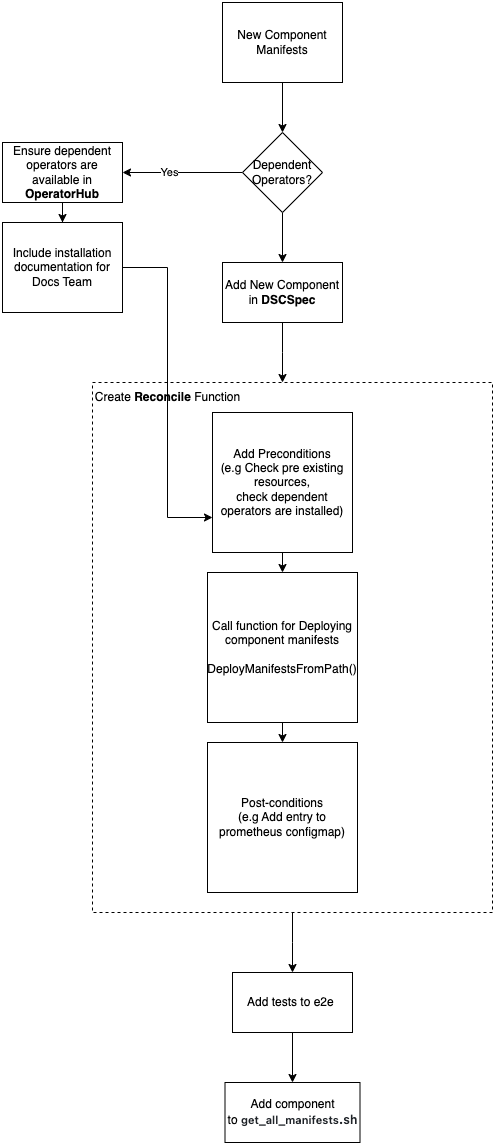 New Component
Manifests
Dependent
Operators?
Yes
Ensure dependent
operators are
available in
OperatorHub
Include installation
documentation for
Docs Team
Add New Component
in DSCSpec
Create Reconcile Function
Add Preconditions
(e.g Check pre existing
resources,
check dependent
operators are installed)
Call function for Deploying
component manifests
DeployManifestsFromPath()
Post-conditions
(e.g Add entry to
prometheus configmap)
Add tests to e2e
Add component
to get_all_manifests.sh